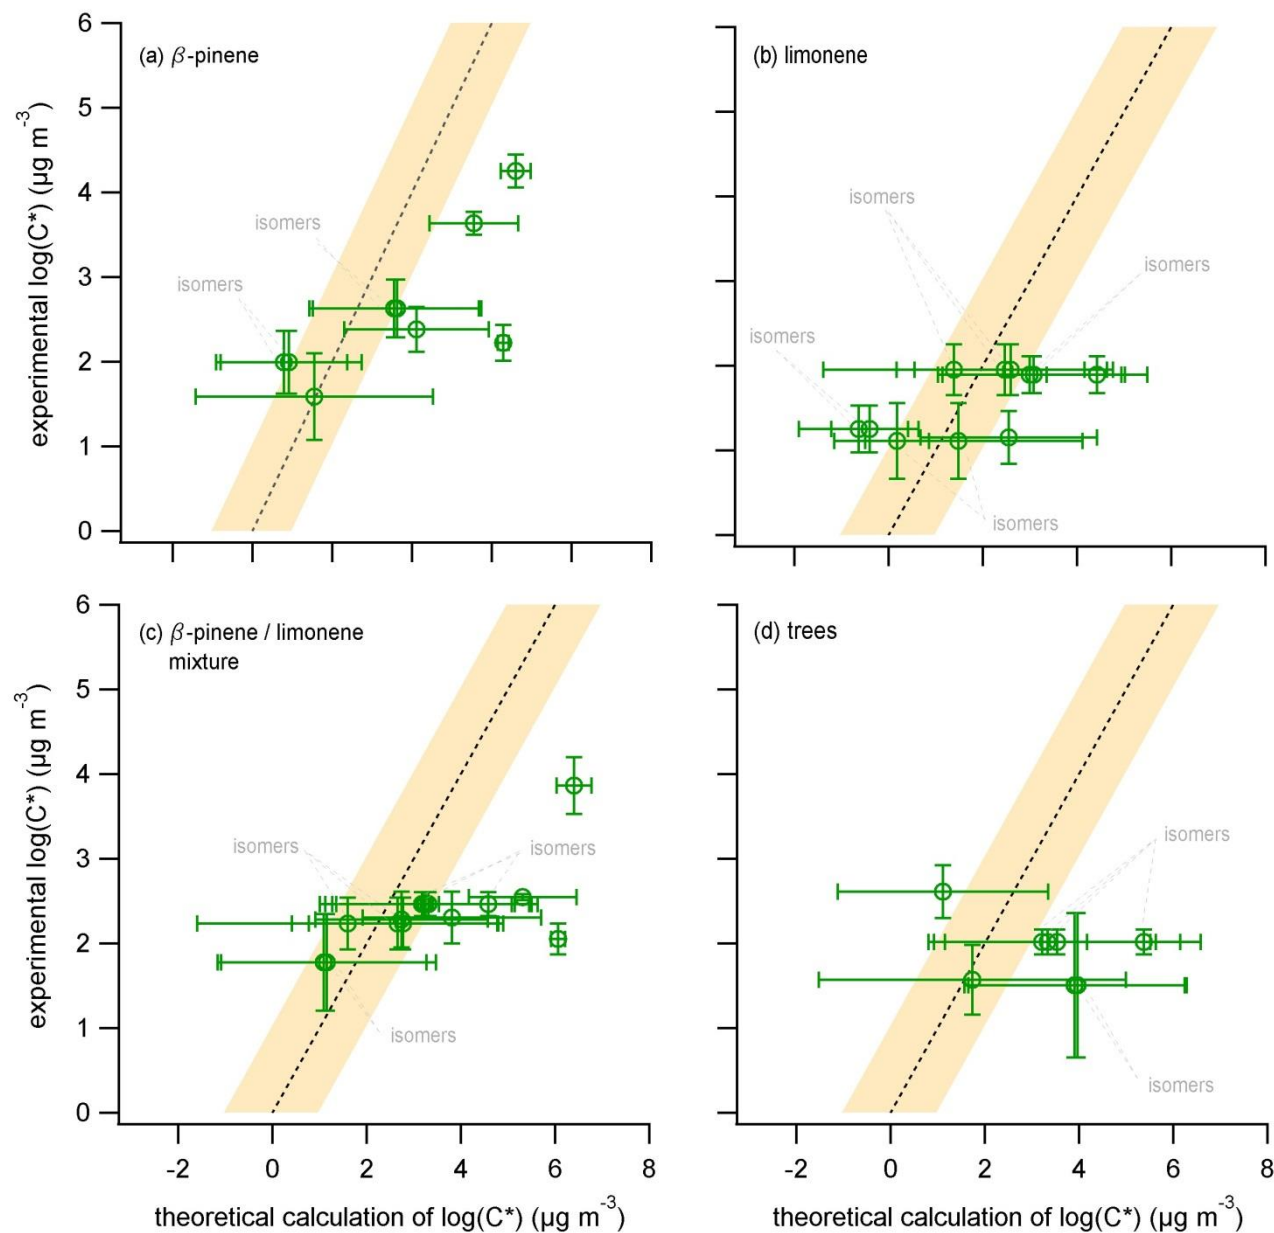 6
(a) β-pinene
5
4
3
2
1
0
experimental log(C*) (µg m⁻³)
isomers
isomers
(b) limonene
isomers
isomers
isomers
isomers
6
(c) β-pinene / limonene
mixture
5
4
3
2
1
0
experimental log(C*) (µg m⁻³)
isomers
isomers
isomers
-2 0 2 4 6 8
theoretical calculation of log(C*) (µg m⁻³)
(d) trees
isomers
isomers
-2 0 2 4 6 8
theoretical calculation of log(C*) (µg m⁻³)